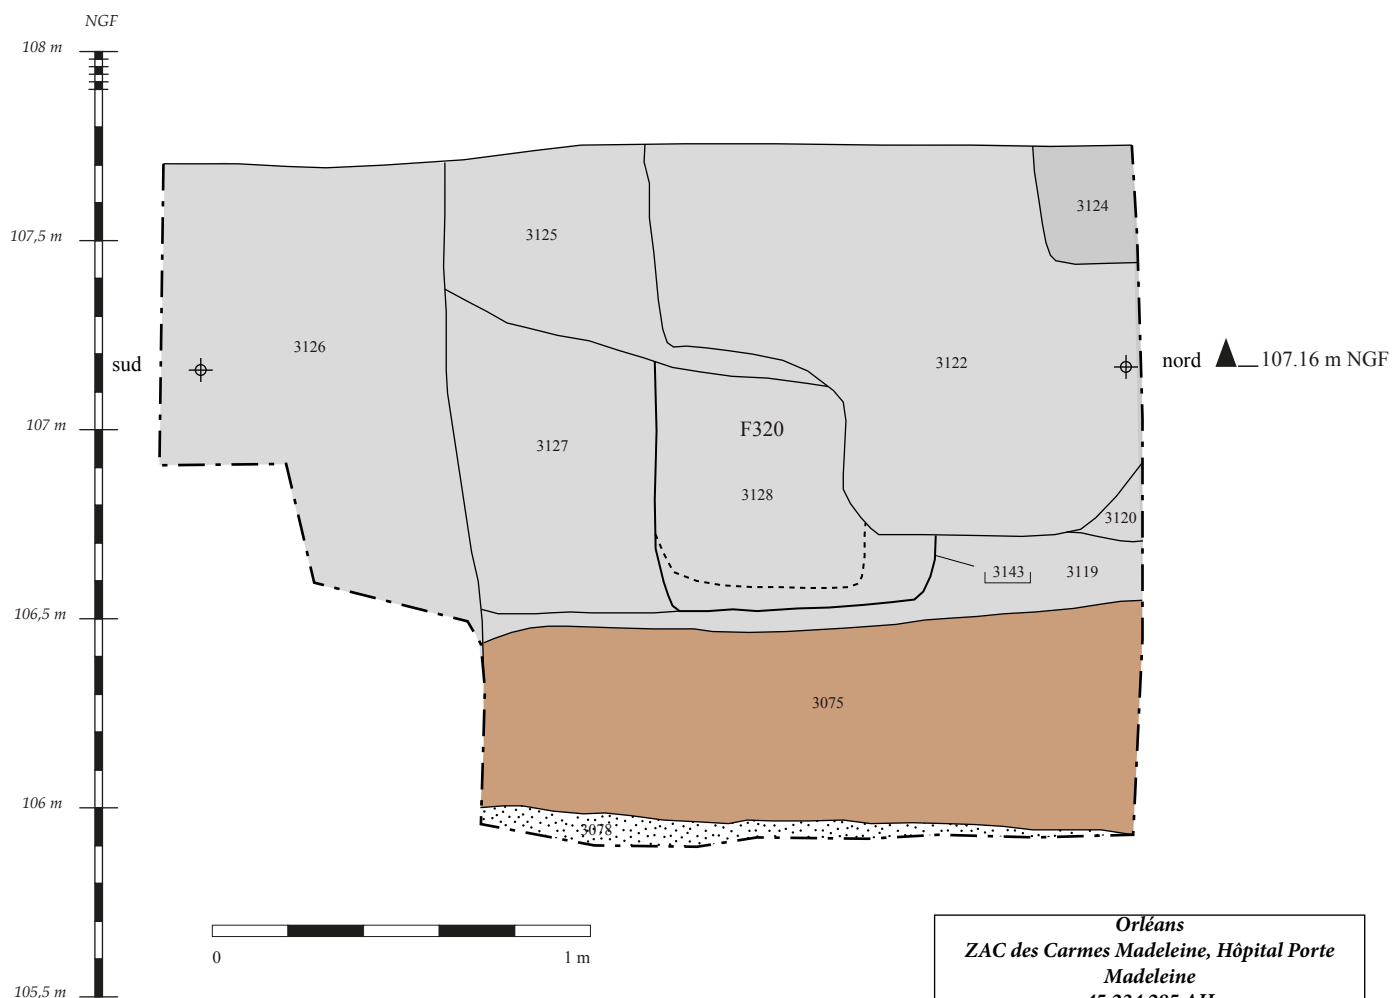 NGF
108 m
107,5 m
107 m
106,5 m
106 m
105,5 m
3124
3125
3126
sud
3122
nord
107.16 m NGF
F320
3127
3128
3120
3143
3119
3075
3078
0
1 m
Orléans
ZAC des Carmes Madeleine, Hôpital Porte
Madeleine